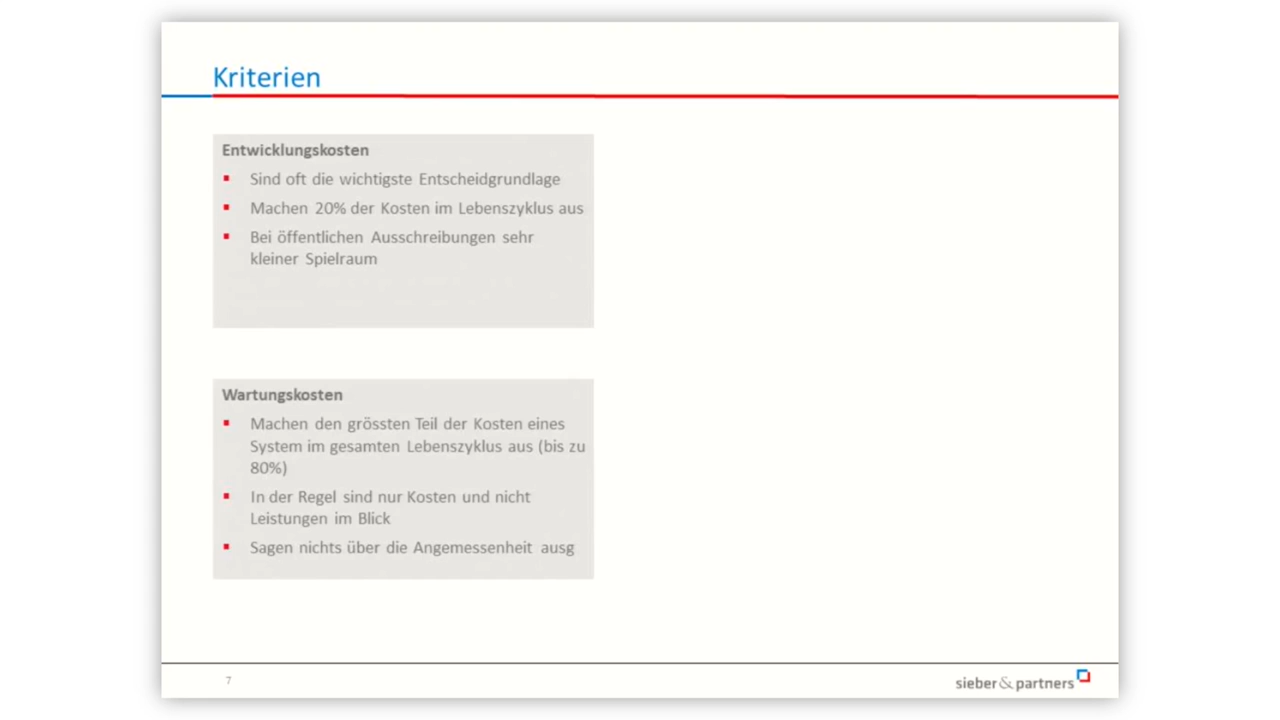 Kriterien
Entwicklungskosten
▪ Sind oft die wichtigste Entscheidgrundlage
▪ Machen 20% der Kosten im Lebenszyklus aus
▪ Bei öffentlichen Ausschreibungen sehr
kleiner Spielraum
Wartungskosten
▪ Machen den grössten Teil der Kosten eines
System im gesamten Lebenszyklus aus (bis zu
80%)
▪ In der Regel sind nur Kosten und nicht
Leistungen im Blick
▪ Sagen nichts über die Angemessenheit ausg
7
sieber&partners